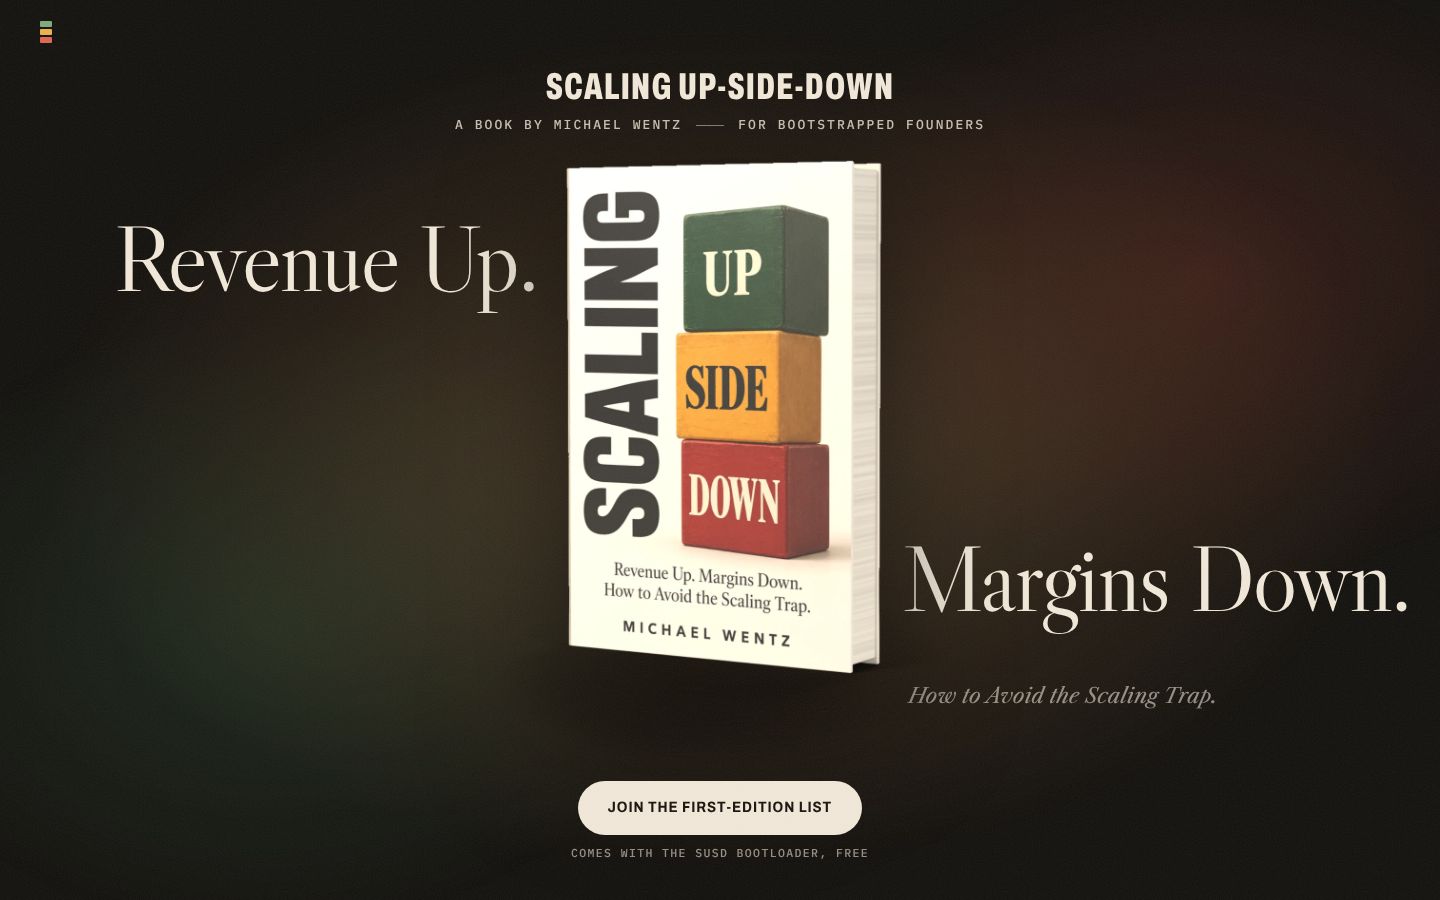 SCALING UP-SIDE-DOWN
A BOOK BY MICHAEL WENTZ — FOR BOOTSTRAPPED FOUNDERS
Revenue Up.
SCALING
UP
SIDE
DOWN
Revenue Up. Margins Down.
How to Avoid the Scaling Trap.
MICHAEL WENTZ
Margins Down.
How to Avoid the Scaling Trap.
JOIN THE FIRST-EDITION LIST
COMES WITH THE SUSD BOOTLOADER, FREE